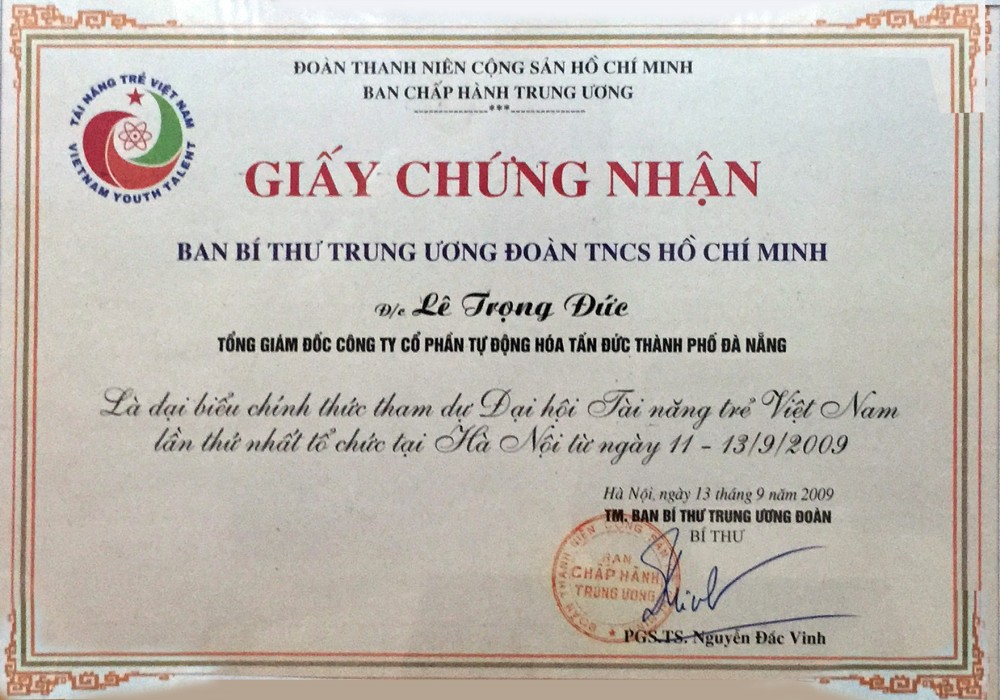 ĐOÀN THANH NIÊN CỘNG SẢN HỒ CHÍ MINH
BAN CHẤP HÀNH TRUNG ƯƠNG
-------------***-------------
TÀI NĂNG TRẺ VIỆT NAM
VIETNAM YOUTH TALENT
GIẤY CHỨNG NHẬN
BAN BÍ THƯ TRUNG ƯƠNG ĐOÀN TNCS HỒ CHÍ MINH
Đ/c Lê Trọng Đức
TỔNG GIÁM ĐỐC CÔNG TY CỔ PHẦN TỰ ĐỘNG HÓA TẤN ĐỨC THÀNH PHỐ ĐÀ NẴNG
Là đại biểu chính thức tham dự Đại hội Tài năng trẻ Việt Nam
lần thứ nhất tổ chức tại Hà Nội từ ngày 11 - 13/9/2009
Hà Nội, ngày 13 tháng 9 năm 2009
TM. BAN BÍ THƯ TRUNG ƯƠNG ĐOÀN
BÍ THƯ
BAN
CHẤP HÀNH
TRUNG ƯƠNG
PGS.TS. Nguyễn Đắc Vinh